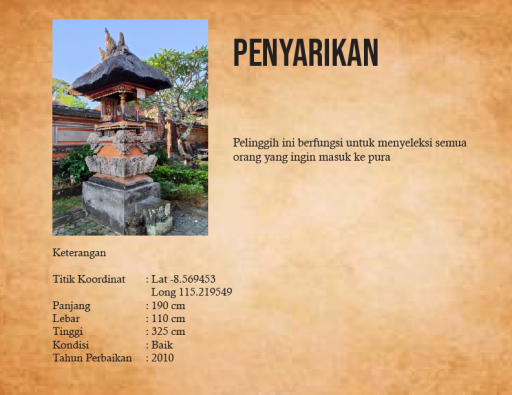 PENYARIKAN
Pelinggih ini berfungsi untuk menyeleksi semua
orang yang ingin masuk ke pura
Keterangan
Titik Koordinat : Lat -8.569453
Long 115.219549
Panjang : 190 cm
Lebar : 110 cm
Tinggi : 325 cm
Kondisi : Baik
Tahun Perbaikan : 2010